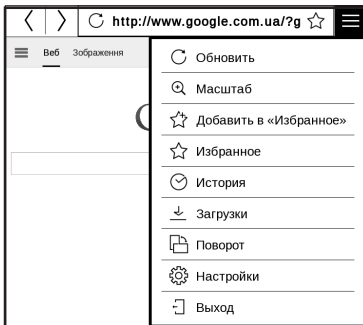 http://www.google.com.ua/?g
Веб Зображення
Обновить
Масштаб
Добавить в «Избранное»
Избранное
История
Загрузки
Поворот
Настройки
Выход